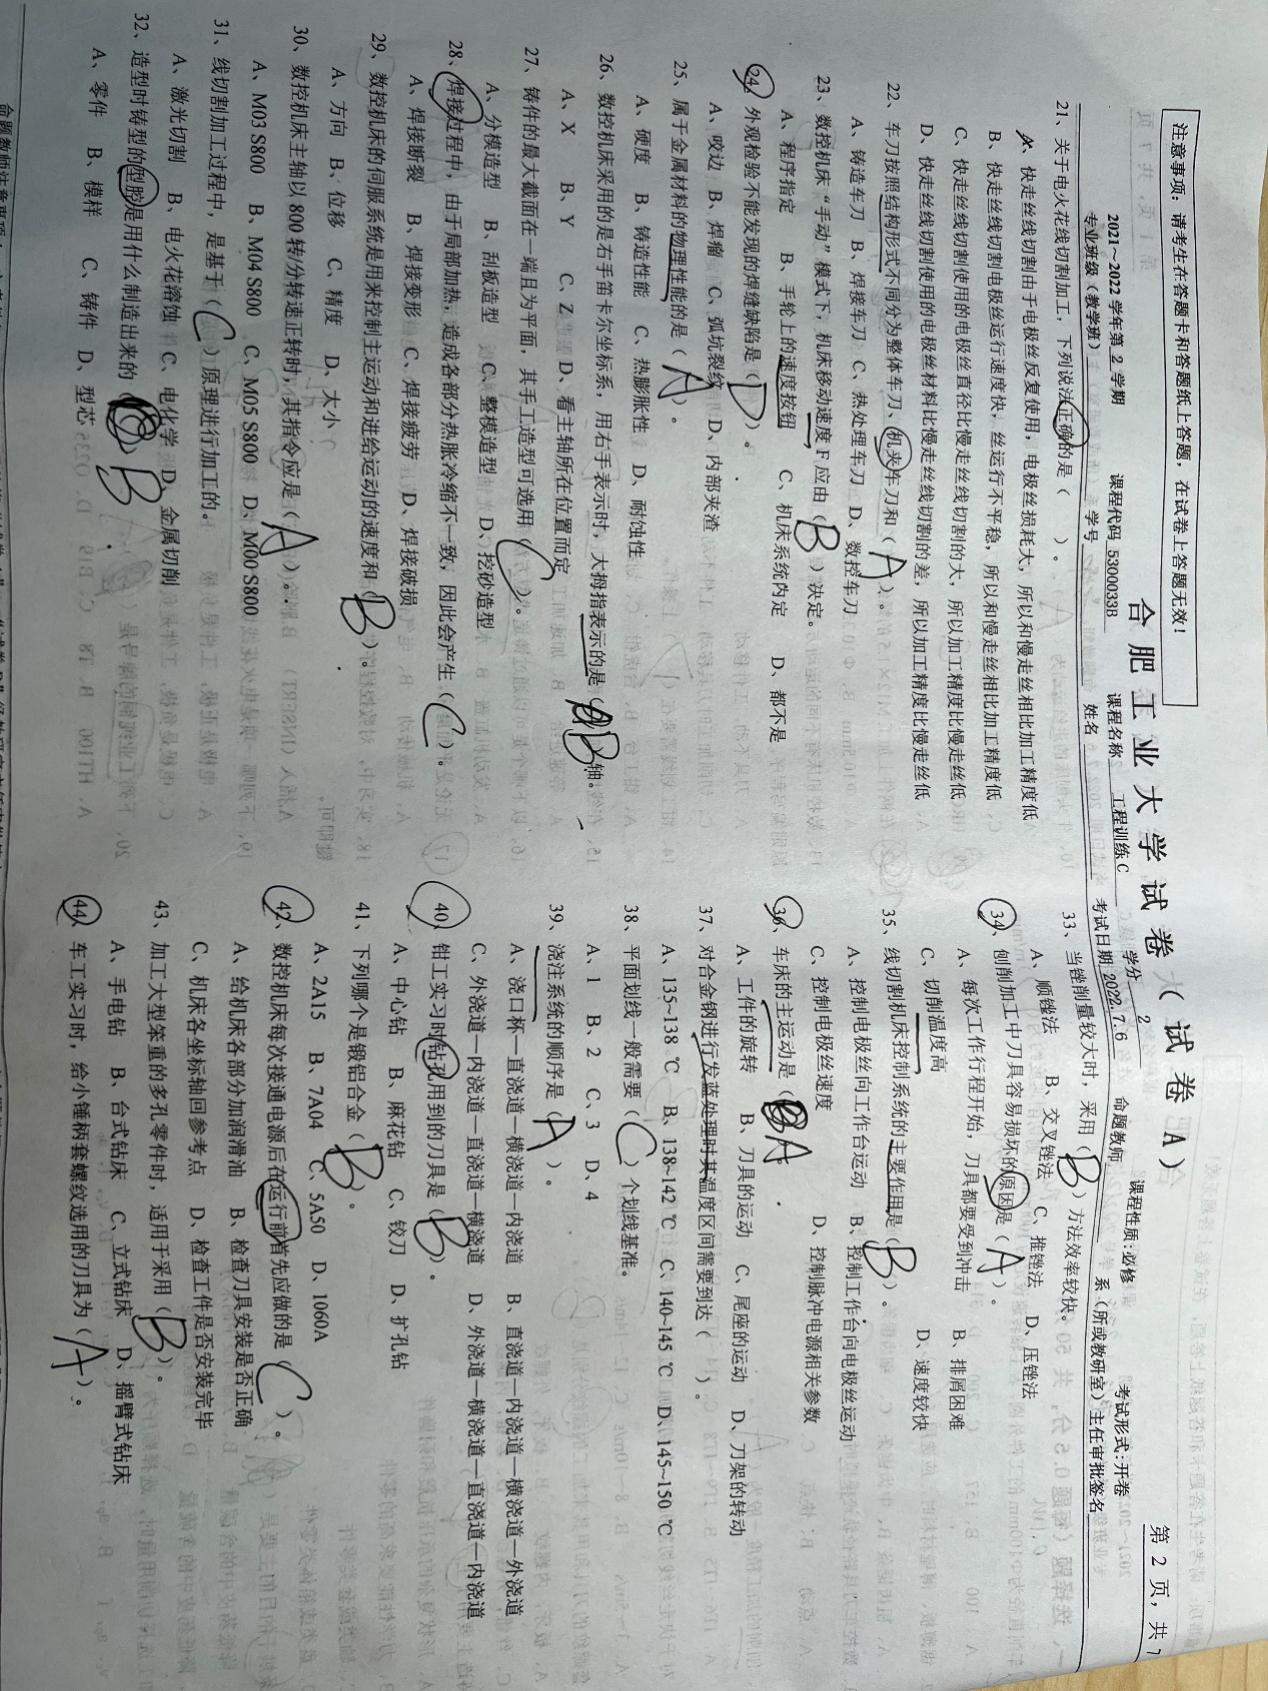 注意事项：请考生在答题卡和答题纸上答题，在试卷上答题无效！
合 肥 工 业 大 学 试 卷（试 卷 A）
第 2 页，共 7
2021～2022 学年第 2 学期 课程代码 5300033B 课程名称 工程训练C 学分 2 课程性质:必修 考试形式:开卷
专业班级（教学班） 学号 姓名 考试日期 2022.7.6 命题教师 系（所或教研室）主任审批签名
21、关于电火花线切割加工，下列说法正确的是（ ）。
A、快走丝线切割由于电极丝反复使用，电极丝损耗大，所以和慢走丝相比加工精度低
B、快走丝线切割电极丝运行速度快，丝运行不平稳，所以和慢走丝相比加工精度低
C、快走丝线切割使用的电极丝直径比慢走丝线切割的大，所以加工精度比慢走丝低
D、快走丝线切割使用的电极丝材料比慢走丝线切割的差，所以加工精度比慢走丝低
22、车刀按照结构形式不同分为整体车刀、机夹车刀和（A）。
A、铸造车刀 B、焊接车刀 C、热处理车刀 D、数控车刀
23、数控机床“手动”模式下，机床移动速度F应由（B）决定。
A、程序指定 B、手轮上的速度按钮 C、机床系统内定 D、都不是
24、外观检验不能发现的焊缝缺陷是（D）。
A、咬边 B、焊瘤 C、弧坑裂纹 D、内部夹渣
25、属于金属材料的物理性能的是（A）。
A、硬度 B、铸造性能 C、热膨胀性 D、耐蚀性
26、数控机床采用的是右手笛卡尔坐标系，用右手表示时，大拇指表示的是（B 轴。
A、X B、Y C、Z D、看主轴所在位置而定
27、铸件的最大截面在一端且为平面，其手工造型可选用（C）。
A、分模造型 B、刮板造型 C、整模造型 D、挖砂造型
28、焊接过程中，由于局部加热，造成各部分热胀冷缩不一致，因此会产生（C）。
A、焊接断裂 B、焊接变形 C、焊接疲劳 D、焊接破损
29、数控机床的伺服系统是用来控制主运动和进给运动的速度和（B）。
A、方向 B、位移 C、精度 D、大小
30、数控机床主轴以 800 转/分转速正转时，其指令应是（A）。
A、M03 S800 B、M04 S800 C、M05 S800 D、M00 S800
31、线切割加工过程中，是基于（C）原理进行加工的。
A、激光切割 B、电火花溶蚀 C、电化学 D、金属切削
32、造型时铸型的型腔是用什么制造出来的（ ）B
A、零件 B、模样 C、铸件 D、型芯
33、当锉削量较大时，采用（B）方法效率较快。
A、顺锉法 B、交叉锉法 C、推锉法 D、压锉法
34、刨削加工中刀具容易损坏的原因是（A）。
A、每次工作行程开始，刀具都要受到冲击 B、排屑困难
C、切削温度高 D、速度较快
35、线切割机床控制系统的主要作用是（B）。
A、控制电极丝向工作台运动 B、控制工作台向电极丝运动
C、控制电极丝速度 D、控制脉冲电源相关参数
36、车床的主运动是（A。
A、工件的旋转 B、刀具的运动 C、尾座的运动 D、刀架的转动
37、对合金钢进行发蓝处理时其温度区间需要到达（ ）。
A、135~138 ℃ B、138~142 ℃ C、140~145 ℃ D、145~150 ℃
38、平面划线一般需要（C）个划线基准。
A、1 B、2 C、3 D、4
39、浇注系统的顺序是（A）。
A、浇口杯—直浇道—横浇道—内浇道 B、直浇道—内浇道—横浇道—外浇道
C、外浇道—内浇道—直浇道—横浇道 D、外浇道—横浇道—直浇道—内浇道
40、钳工实习时钻孔用到的刀具是（B）。
A、中心钻 B、麻花钻 C、铰刀 D、扩孔钻
41、下列哪个是锻铝合金（B）。
A、2A15 B、7A04 C、5A50 D、1060A
42、数控机床每次接通电源后在运行前首先应做的是（C）。
A、给机床各部分加润滑油 B、检查刀具安装是否正确
C、机床各坐标轴回参考点 D、检查工件是否安装完毕
43、加工大型笨重的多孔零件时，适用于采用（B）。
A、手电钻 B、台式钻床 C、立式钻床 D、摇臂式钻床
44、车工实习时，给小锤柄套螺纹选用的刀具为（A）。